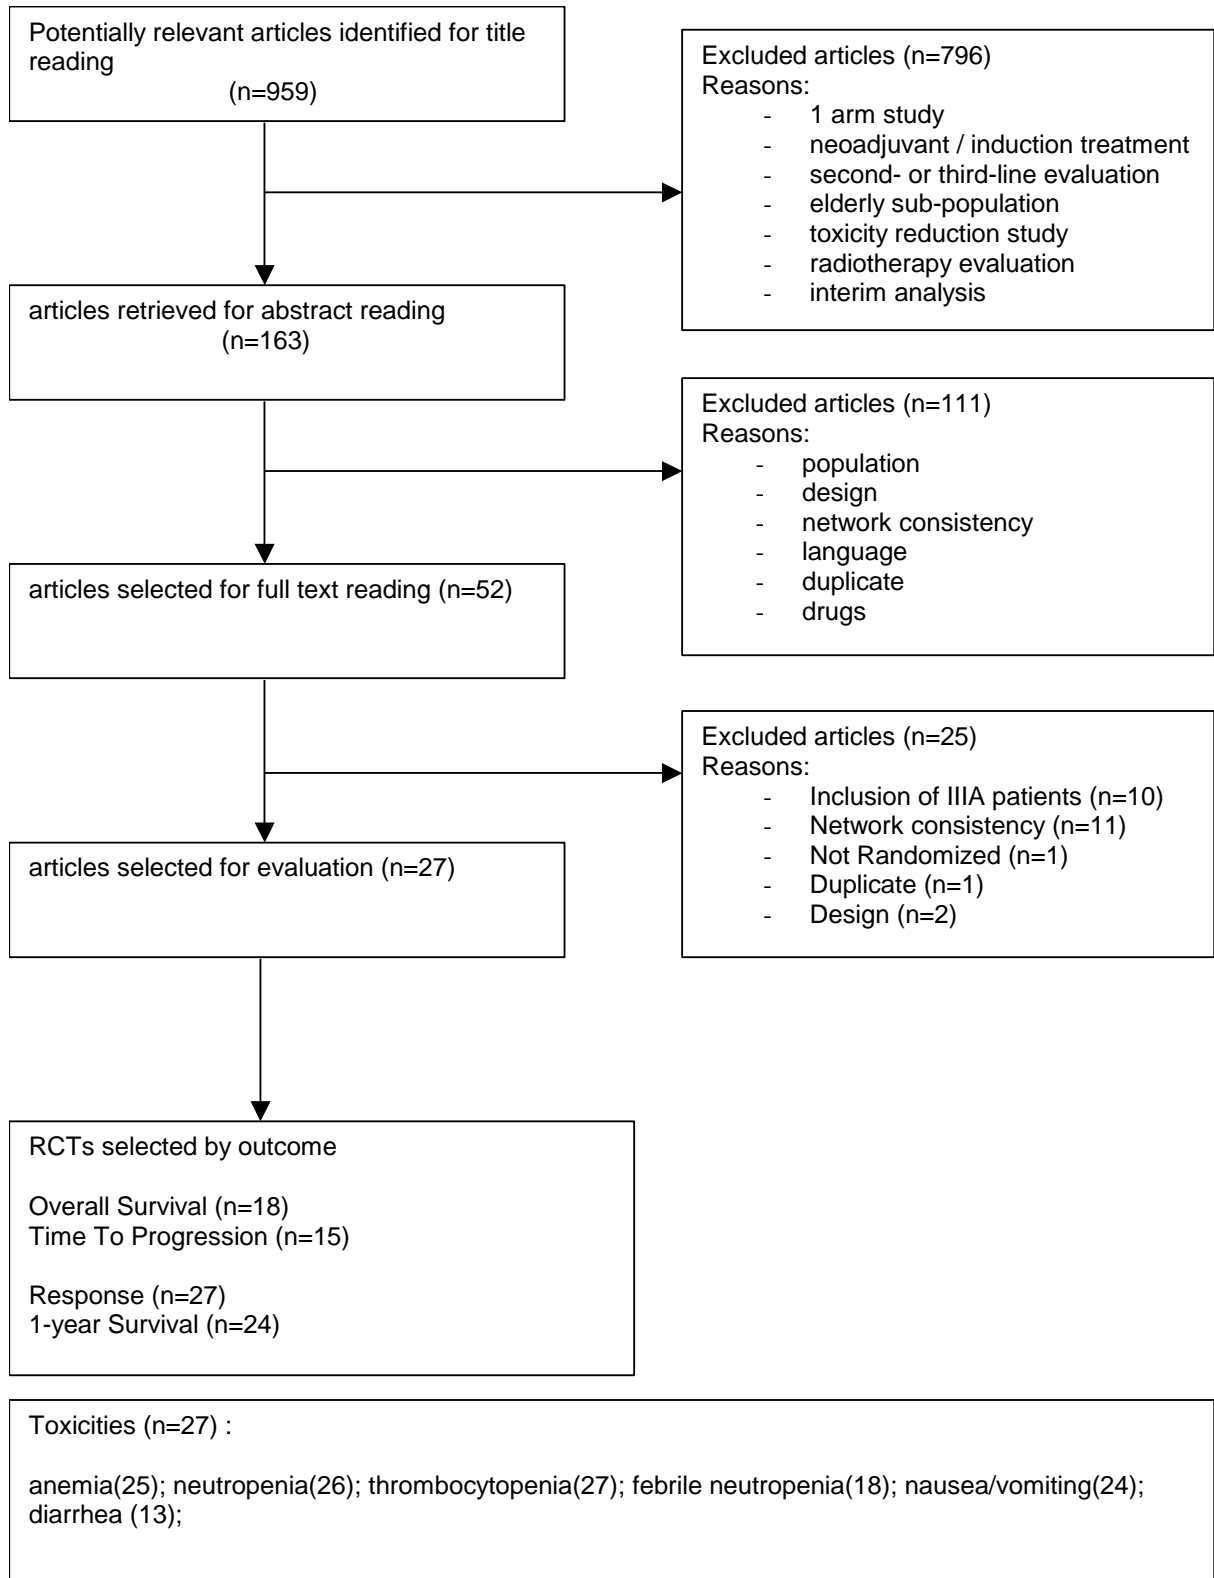 Potentially relevant articles identified for title
reading
(n=959)
Excluded articles (n=796)
Reasons:
- 1 arm study
- neoadjuvant / induction treatment
- second- or third-line evaluation
- elderly sub-population
- toxicity reduction study
- radiotherapy evaluation
- interim analysis
articles retrieved for abstract reading
(n=163)
Excluded articles (n=111)
Reasons:
- population
- design
- network consistency
- language
- duplicate
- drugs
articles selected for full text reading (n=52)
Excluded articles (n=25)
Reasons:
- Inclusion of IIIA patients (n=10)
- Network consistency (n=11)
- Not Randomized (n=1)
- Duplicate (n=1)
- Design (n=2)
articles selected for evaluation (n=27)
RCTs selected by outcome
Overall Survival (n=18)
Time To Progression (n=15)
Response (n=27)
1-year Survival (n=24)
Toxicities (n=27) :
anemia(25); neutropenia(26); thrombocytopenia(27); febrile neutropenia(18); nausea/vomiting(24);
diarrhea (13);